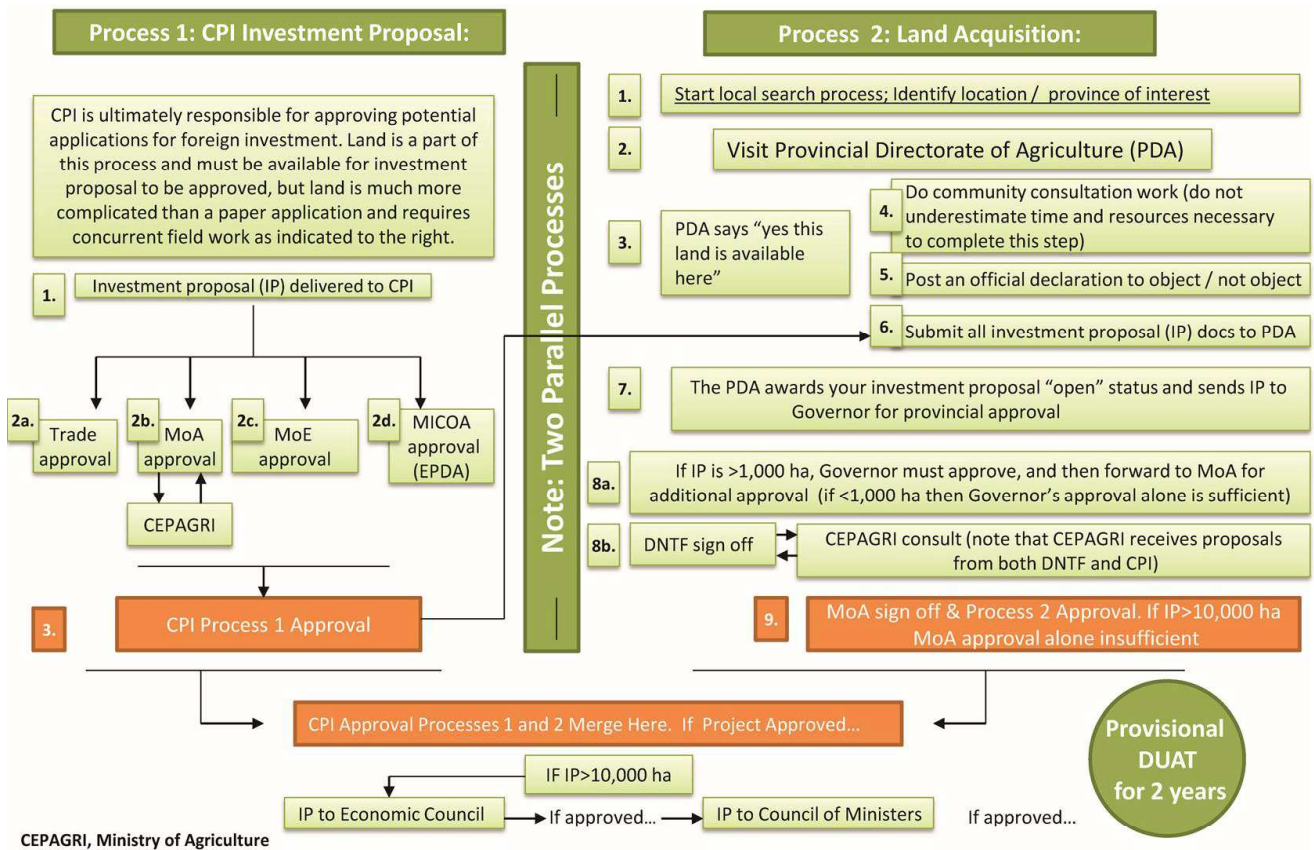 Process 1: CPI Investment Proposal:
CPI is ultimately responsible for approving potential
applications for foreign investment. Land is a part of
this process and must be available for investment
proposal to be approved, but land is much more
complicated than a paper application and requires
concurrent field work as indicated to the right.
1.
Investment proposal (IP) delivered to CPI
2a.
Trade
approval
2b.
MoA
approval
2c.
MoE
approval
2d.
MICOA
approval
(EPDA)
CEPAGRI
3.
CPI Process 1 Approval
Note: Two Parallel Processes
Process 2: Land Acquisition:
1.
Start local search process; Identify location / province of interest
2.
Visit Provincial Directorate of Agriculture (PDA)
3.
PDA says “yes this
land is available
here”
4.
Do community consultation work (do not
underestimate time and resources necessary
to complete this step)
5.
Post an official declaration to object / not object
6.
Submit all investment proposal (IP) docs to PDA
7.
The PDA awards your investment proposal “open” status and sends IP to
Governor for provincial approval
8a.
If IP is >1,000 ha, Governor must approve, and then forward to MoA for
additional approval (if <1,000 ha then Governor’s approval alone is sufficient)
8b.
DNTF sign off
CEPAGRI consult (note that CEPAGRI receives proposals
from both DNTF and CPI)
9.
MoA sign off & Process 2 Approval. If IP>10,000 ha
MoA approval alone insufficient
CPI Approval Processes 1 and 2 Merge Here. If Project Approved...
IF IP>10,000 ha
IP to Economic Council
If approved...
IP to Council of Ministers
If approved...
Provisional
DUAT
for 2 years
CEPAGRI, Ministry of Agriculture